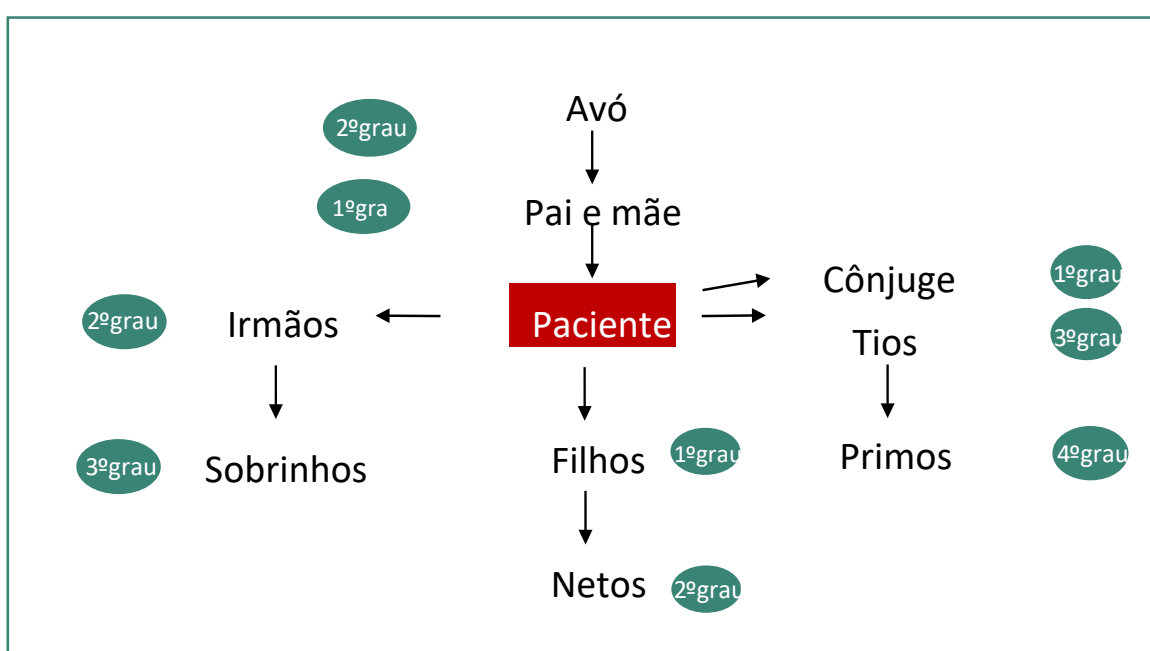 Avó
2ºgrau
1ºgra
Pai e mãe
Cônjuge
1ºgrau
2ºgrau
Irmãos
Paciente
Tios
3ºgrau
3ºgrau
Sobrinhos
Filhos
1ºgrau
Primos
4ºgrau
Netos
2ºgrau